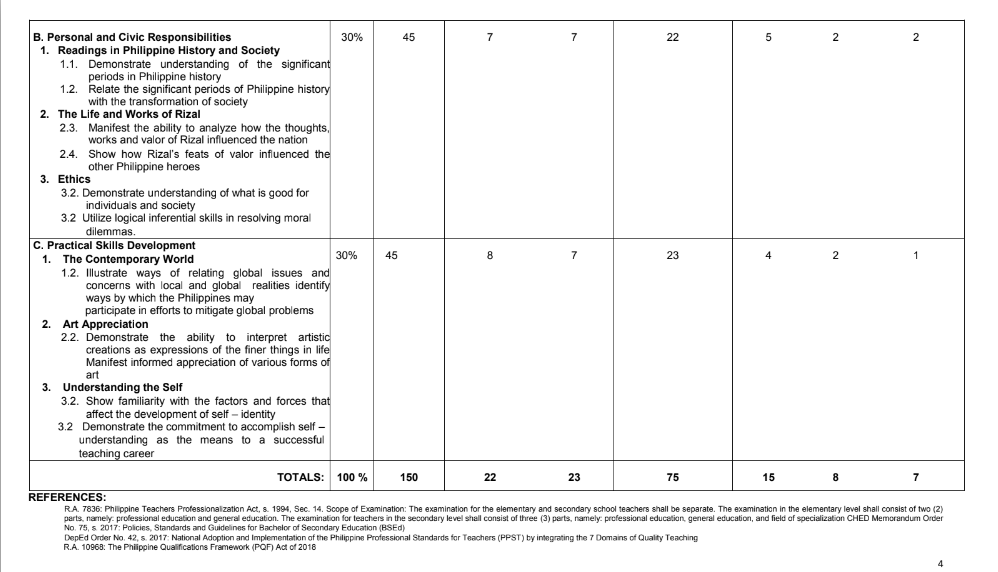 B. Personal and Civic Responsibilities 30% 45 7 7 22 5 2 2
1. Readings in Philippine History and Society
1.1. Demonstrate understanding of the significant
periods in Philippine history
1.2. Relate the significant periods of Philippine history
with the transformation of society
2. The Life and Works of Rizal
2.3. Manifest the ability to analyze how the thoughts,
works and valor of Rizal influenced the nation
2.4. Show how Rizal's feats of valor influenced the
other Philippine heroes
3. Ethics
3.2. Demonstrate understanding of what is good for
individuals and society
3.2 Utilize logical inferential skills in resolving moral
dilemmas.
C. Practical Skills Development
30% 45 8 7 23 4 2 1
1. The Contemporary World
1.2. Illustrate ways of relating global issues and
concerns with local and global realities identify
ways by which the Philippines may
participate in efforts to mitigate global problems
2. Art Appreciation
2.2. Demonstrate the ability to interpret artistic
creations as expressions of the finer things in life
Manifest informed appreciation of various forms of
art
3. Understanding the Self
3.2. Show familiarity with the factors and forces that
affect the development of self – identity
3.2 Demonstrate the commitment to accomplish self –
understanding as the means to a successful
teaching career
TOTALS: 100 % 150 22 23 75 15 8 7
REFERENCES:
R.A. 7836: Philippine Teachers Professionalization Act, s. 1994, Sec. 14. Scope of Examination: The examination for the elementary and secondary school teachers shall be separate. The examination in the elementary level shall consist of two (2)
parts, namely: professional education and general education. The examination for teachers in the secondary level shall consist of three (3) parts, namely: professional education, general education, and field of specialization CHED Memorandum Order
No. 75, s. 2017: Policies, Standards and Guidelines for Bachelor of Secondary Education (BSEd)
DepEd Order No. 42, s. 2017: National Adoption and Implementation of the Philippine Professional Standards for Teachers (PPST) by integrating the 7 Domains of Quality Teaching
R.A. 10968: The Philippine Qualifications Framework (PQF) Act of 2018
4